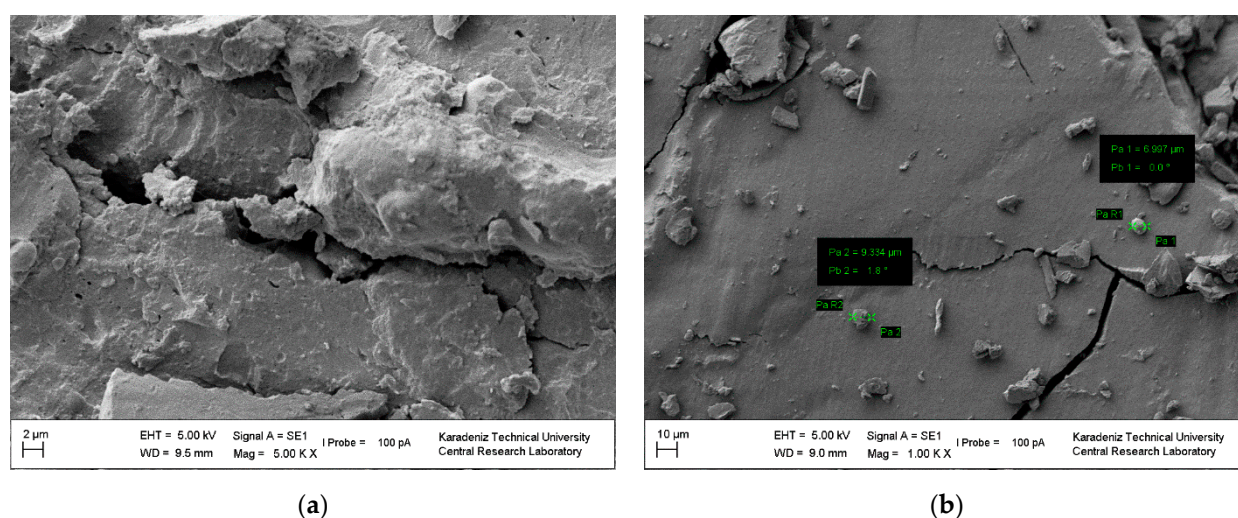 2 µm
EHT = 5.00 kV
Signal A = SE1
I Probe = 100 pA
Karadeniz Technical University
WD = 9.5 mm
Mag = 5.00 K X
Central Research Laboratory
(a)
Pa 1 = 6.997 µm
Pb 1 = 0.0 °
Pa R1
Pa 1
Pa 2 = 9.334 µm
Pb 2 = 1.8 °
Pa R2
Pa 2
10 µm
EHT = 5.00 kV
Signal A = SE1
I Probe = 100 pA
Karadeniz Technical University
WD = 9.0 mm
Mag = 1.00 K X
Central Research Laboratory
(b)